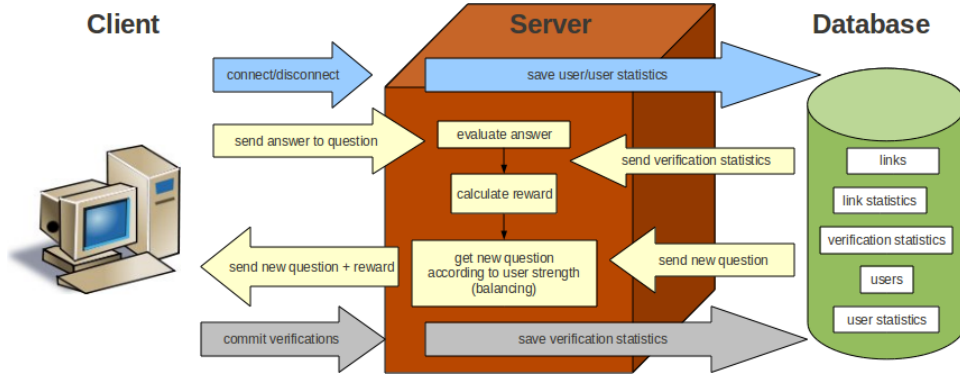 Client
Server
Database
connect/disconnect
save user/user statistics
send answer to question
evaluate answer
send verification statistics
links
calculate reward
link statistics
verification statistics
send new question + reward
get new question
according to user strength
(balancing)
send new question
users
user statistics
commit verifications
save verification statistics